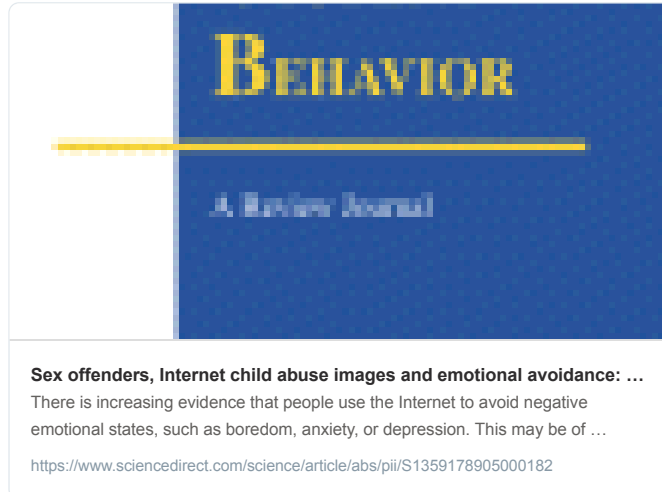 BEHAVIOR
A Review Journal
Sex offenders, Internet child abuse images and emotional avoidance: …
There is increasing evidence that people use the Internet to avoid negative
emotional states, such as boredom, anxiety, or depression. This may be of …
https://www.sciencedirect.com/science/article/abs/pii/S1359178905000182